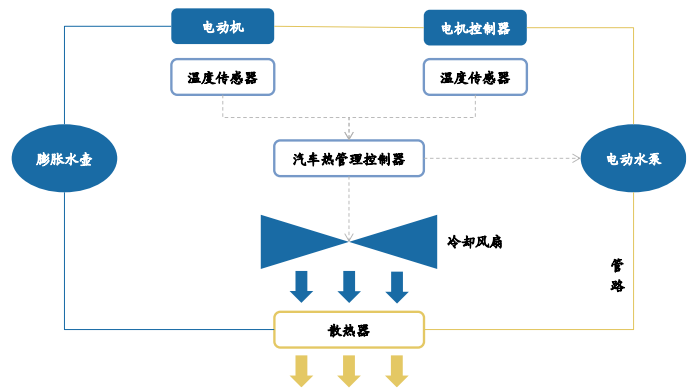 电动机
电机控制器
温度传感器
温度传感器
膨胀水壶
汽车热管理控制器
电动水泵
冷却风扇
管
路
散热器